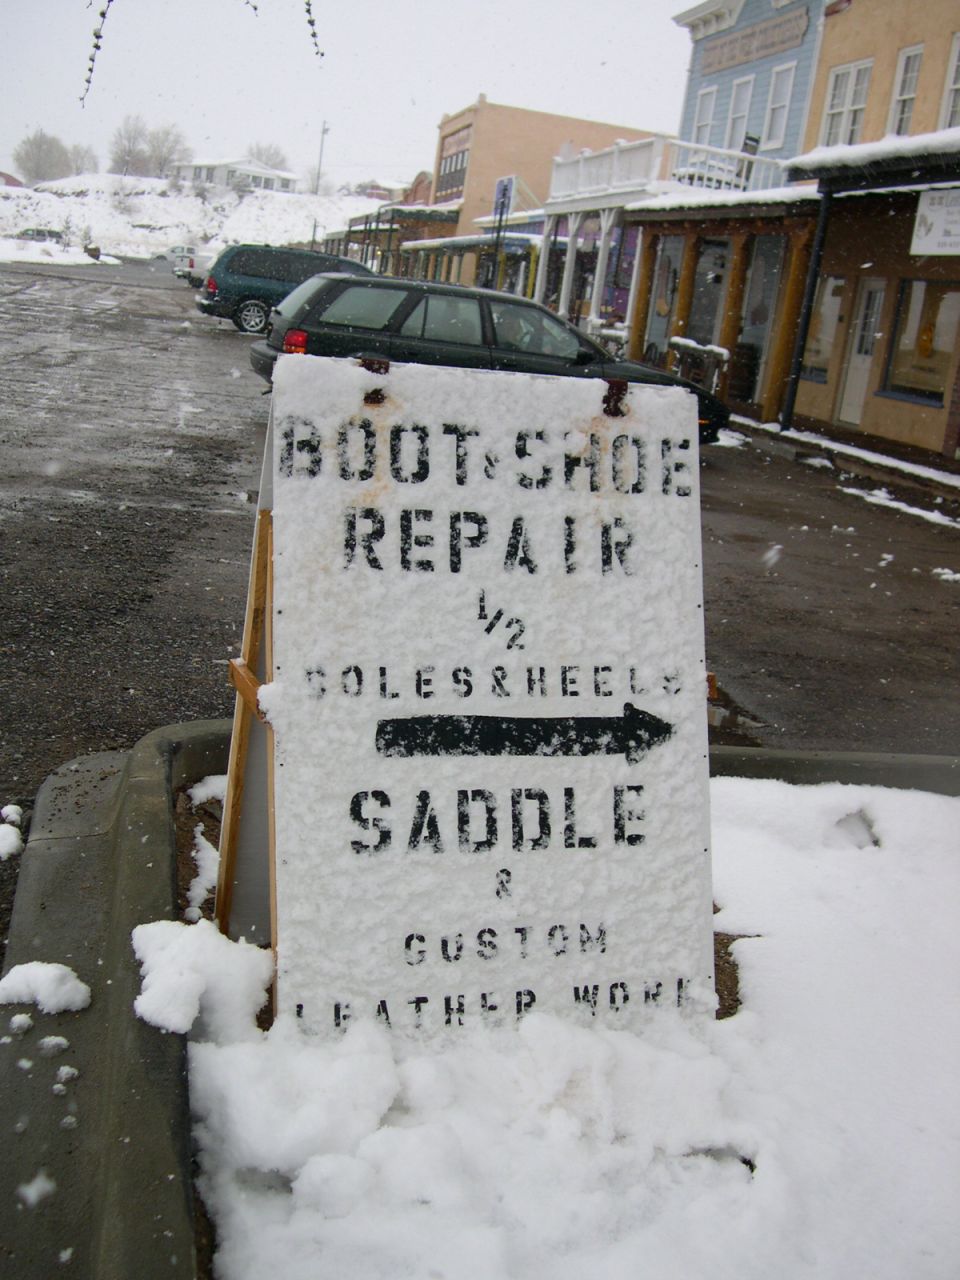 BOOT & SHOE
REPAIR
1/2
SOLES & HEELS
SADDLE
&
CUSTOM
LEATHER WORK